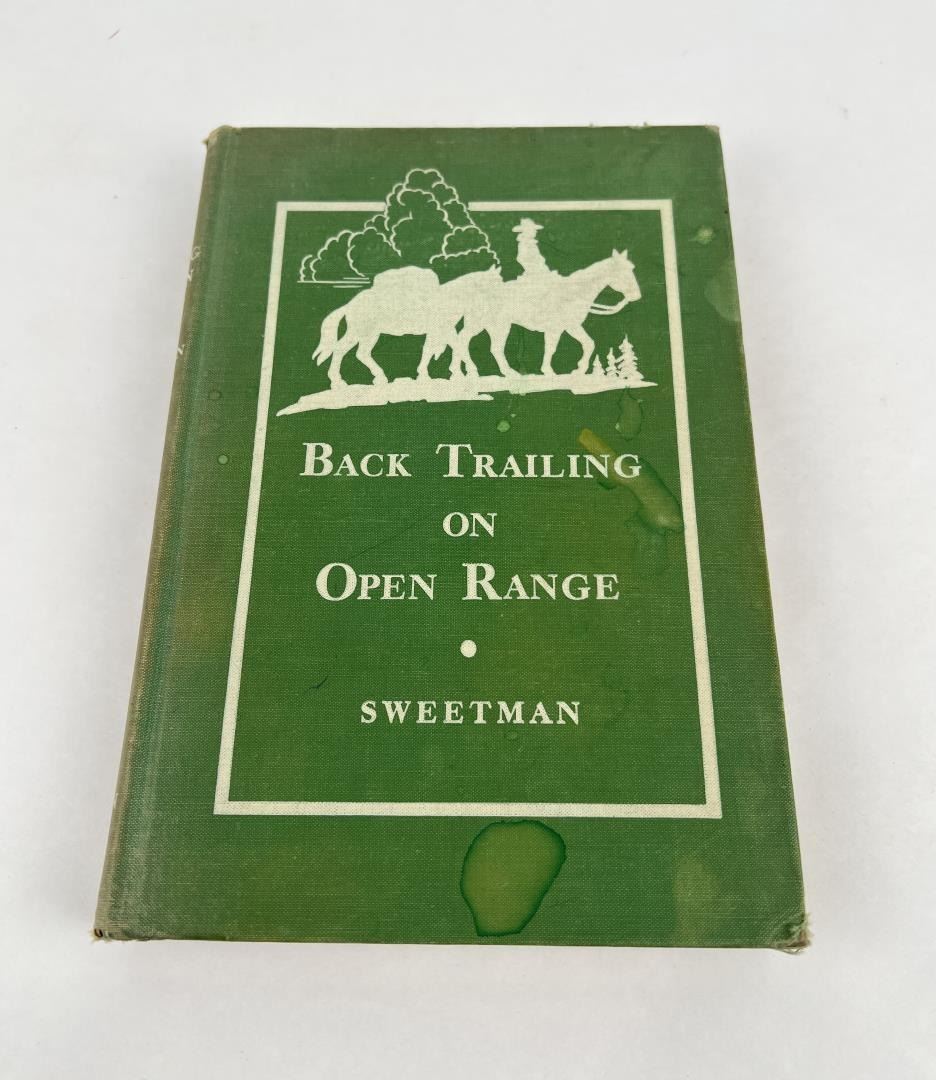 BACK TRAILING
ON
OPEN RANGE
•
SWEETMAN